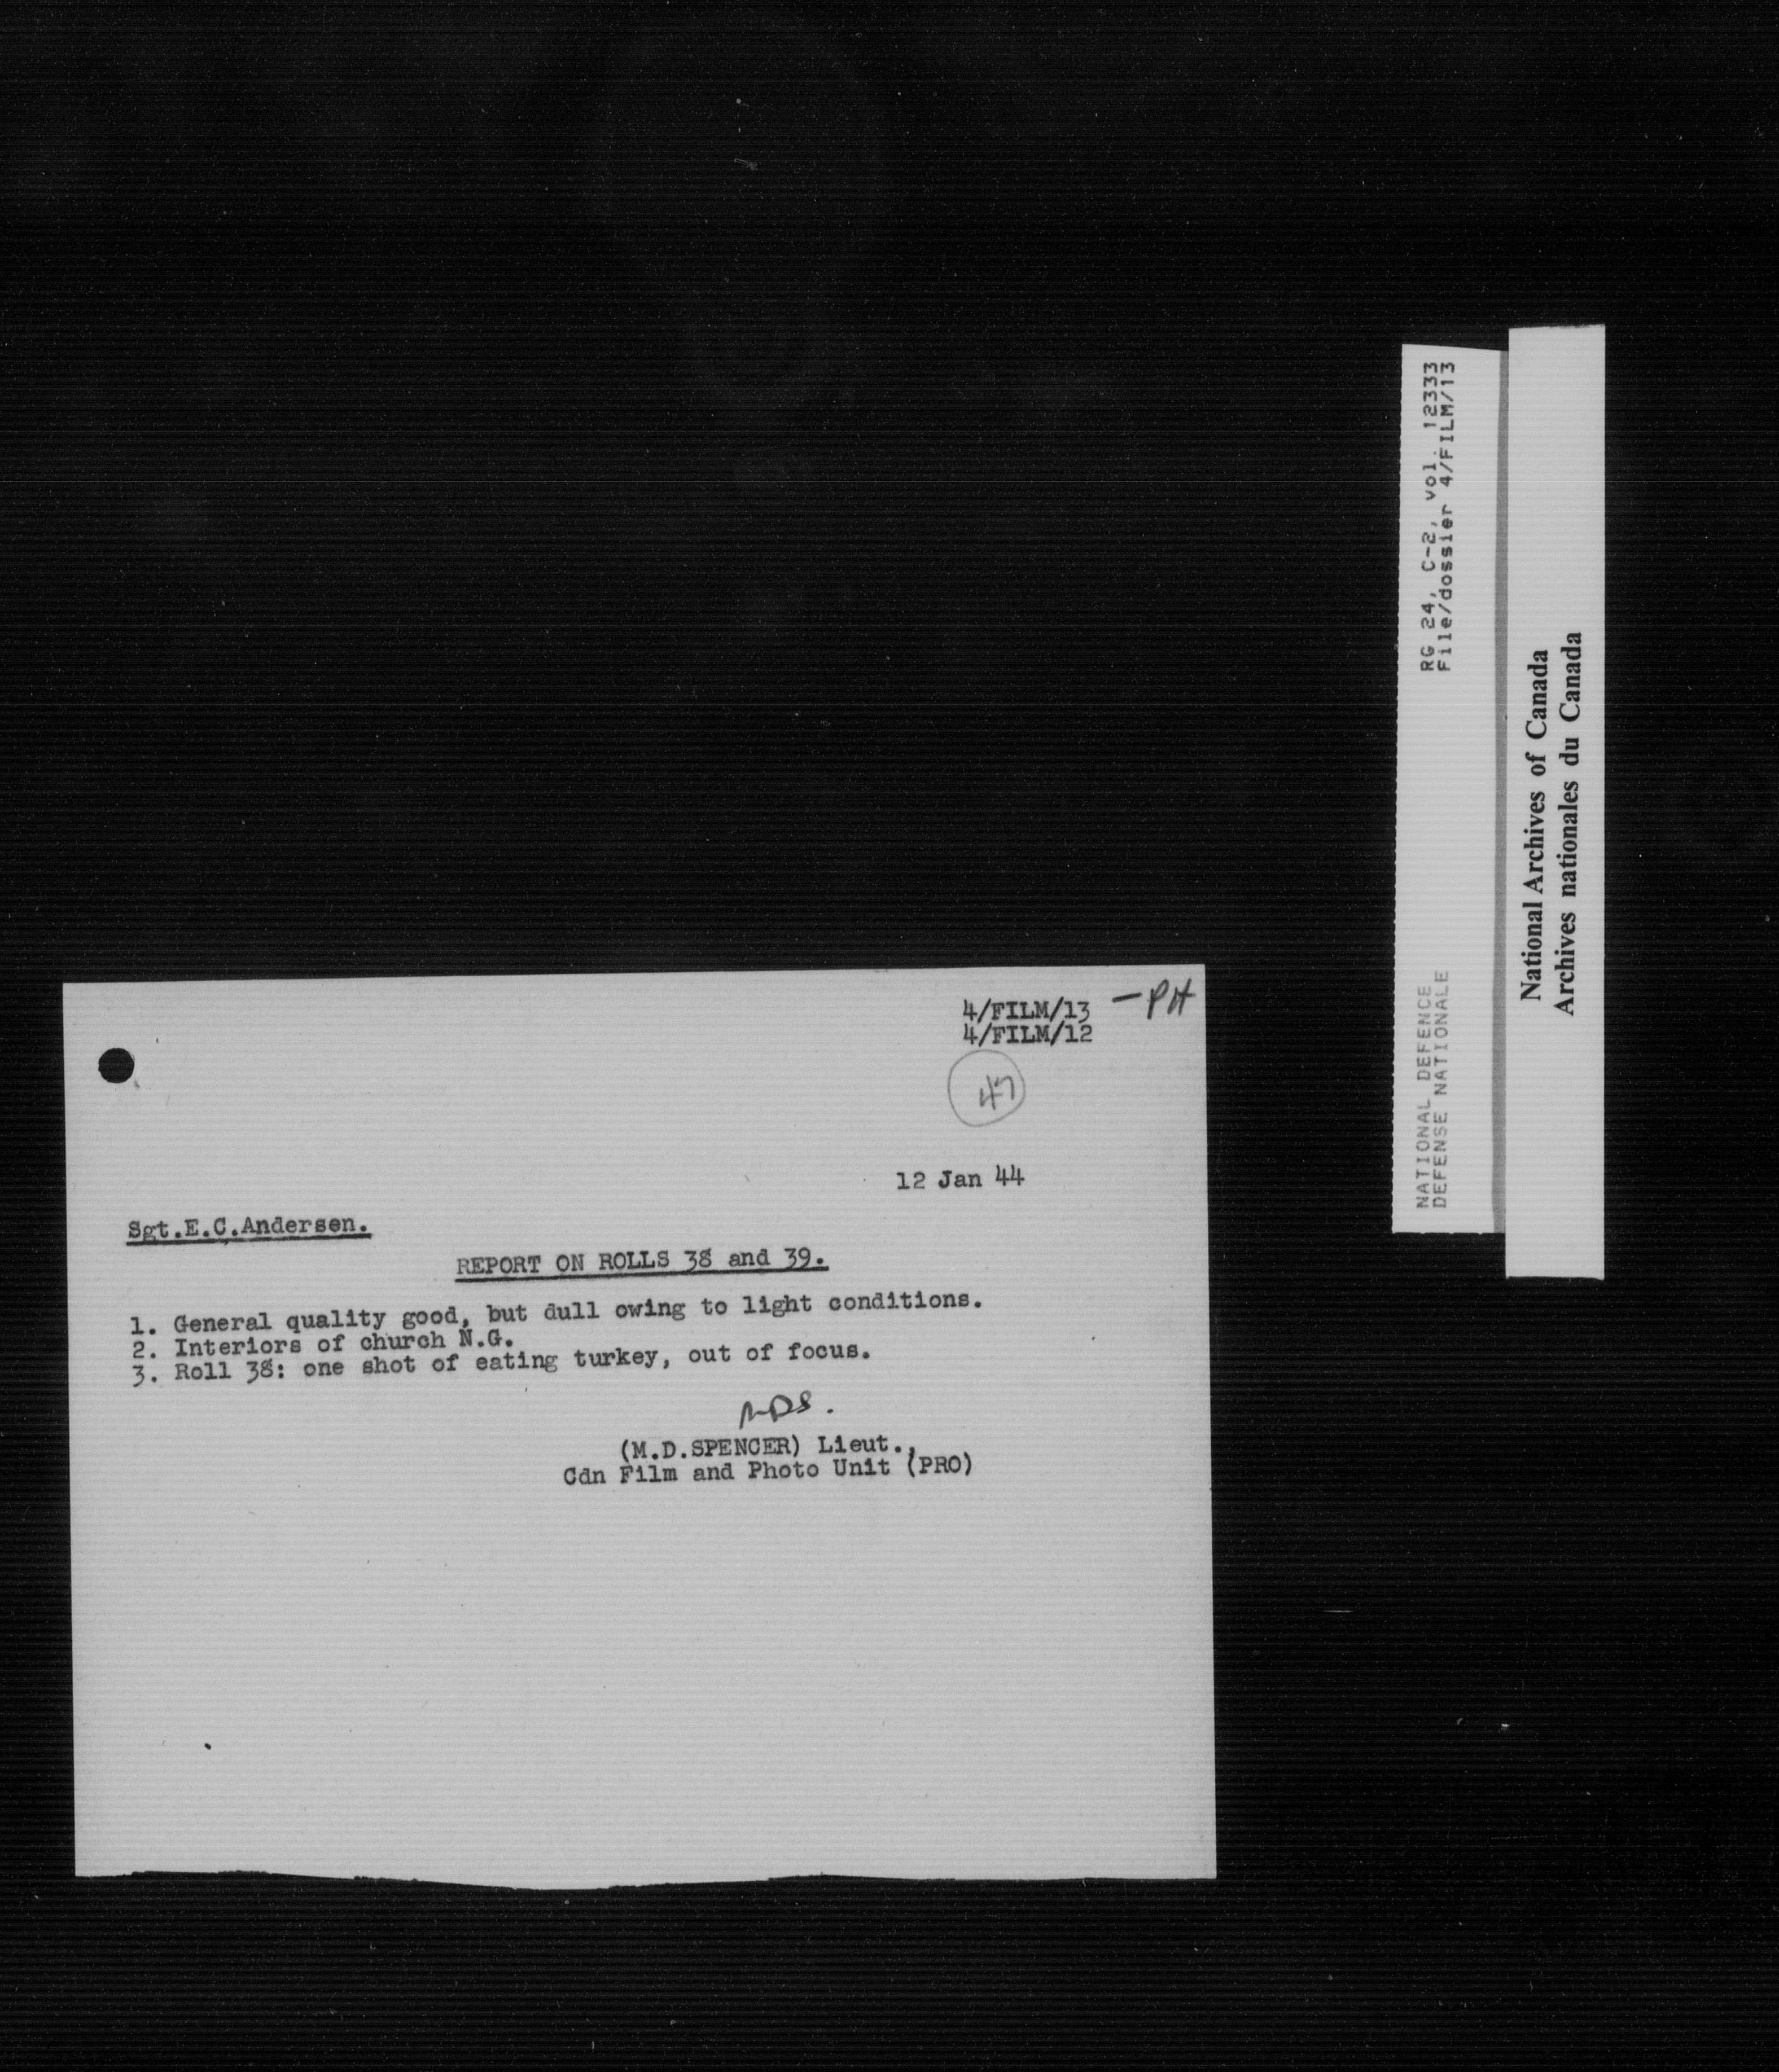 4/FILM/13 — PH
4/FILM/12
47
12 Jan 44
Sgt.E.C.Andersen.
REPORT ON ROLLS 38 and 39.
1. General quality good, but dull owing to light conditions.
2. Interiors of church N.G.
3. Roll 38: one shot of eating turkey, out of focus.
MDS.
(M.D.SPENCER) Lieut.,
Cdn Film and Photo Unit (PRO)
NATIONAL DEFENCE RG 24, C-2, vol. 12333
DEFENSE NATIONALE File/dossier 4/FILM/13
National Archives of Canada
Archives nationales du Canada